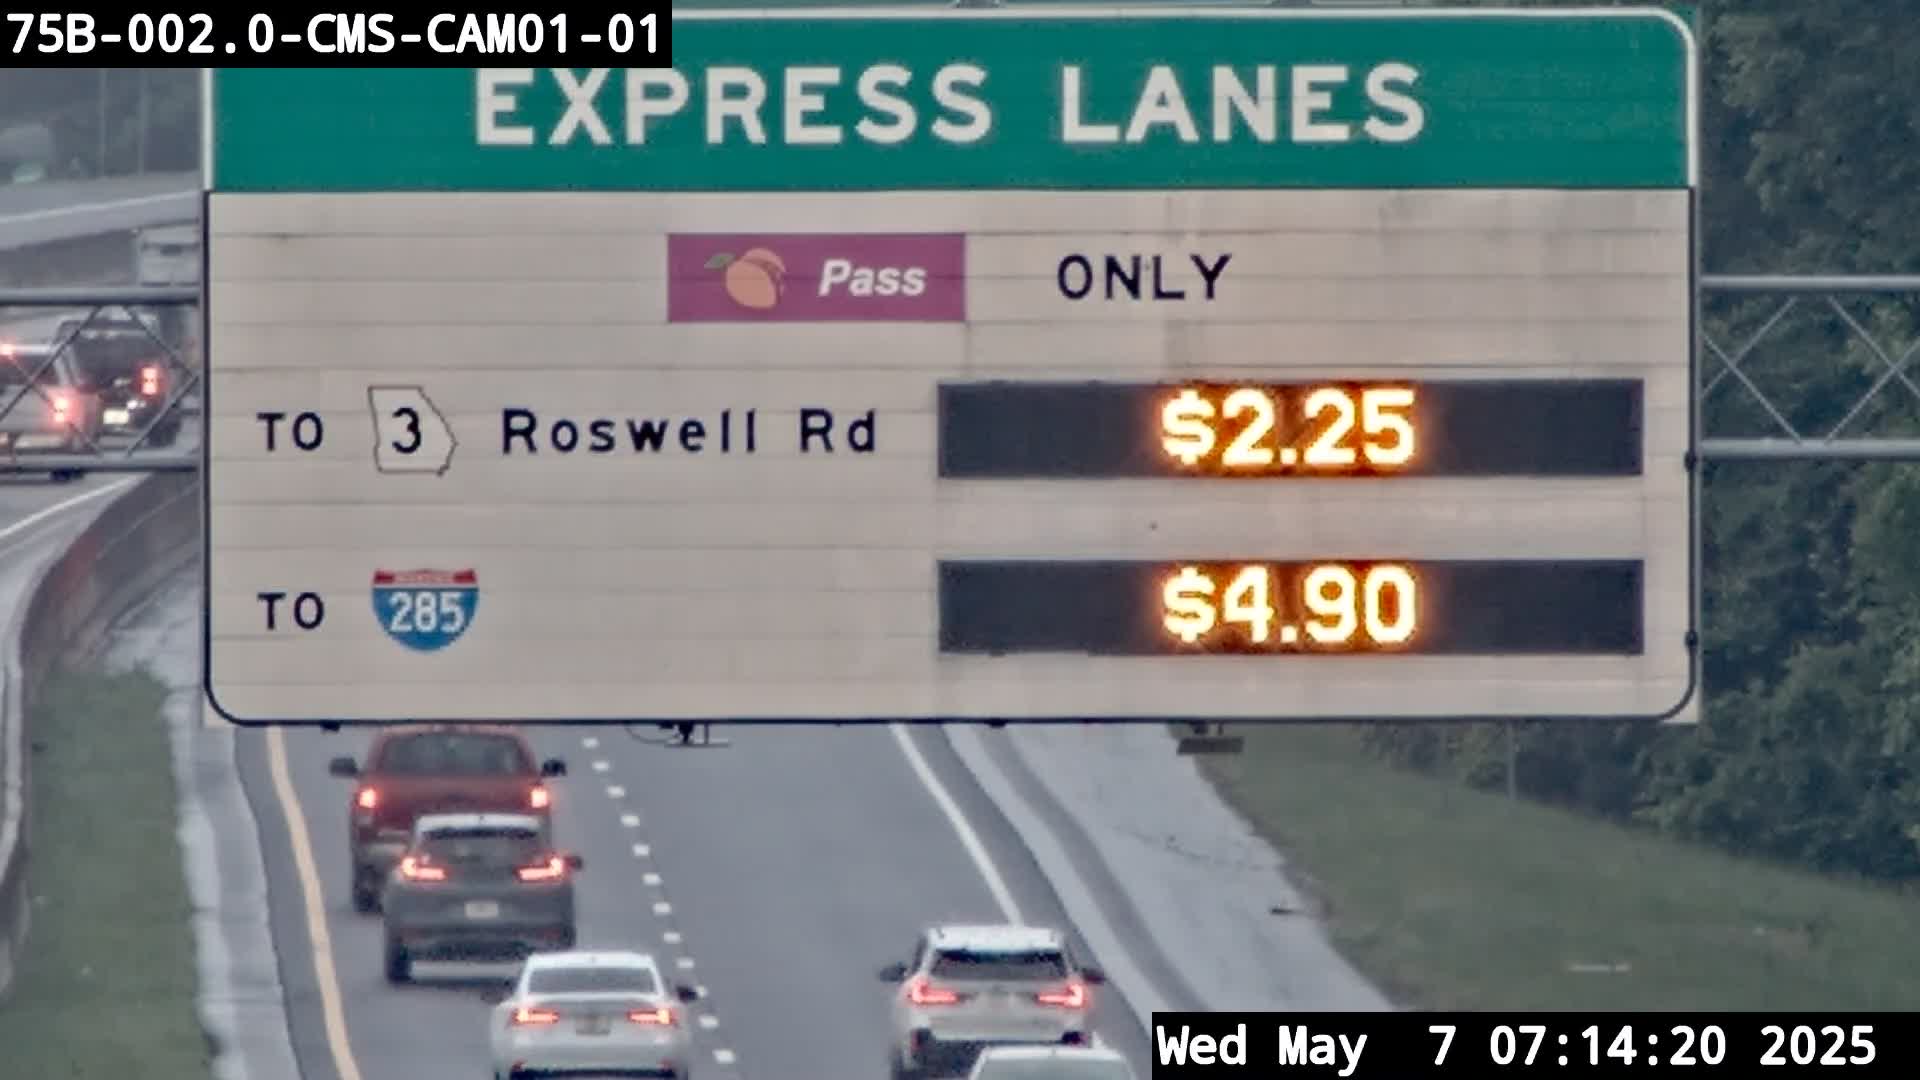 75B-002.0-CMS-CAM01-01
EXPRESS LANES
Pass ONLY
TO 3 Roswell Rd $2.25
TO 285 $4.90
Wed May 7 07:14:20 2025